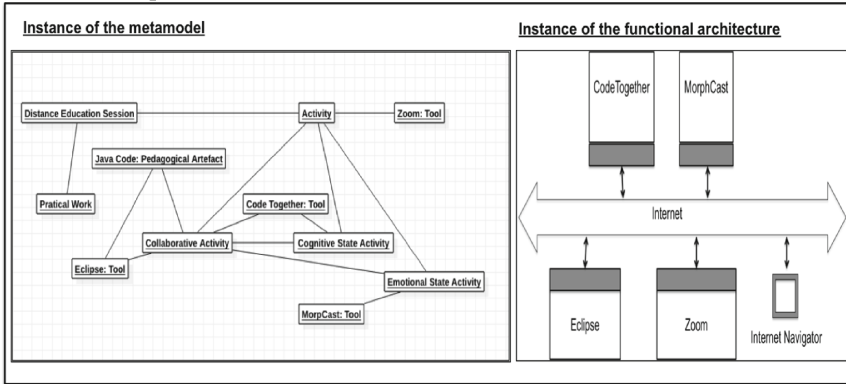 Instance of the metamodel
Instance of the functional architecture
Distance Education Session
Activity
Zoom: Tool
Java Code: Pedagogical Artefact
Pratical Work
Code Together: Tool
Collaborative Activity
Cognitive State Activity
Eclipse: Tool
Emotional State Activity
MorpCast: Tool
CodeTogether
MorphCast
Internet
Eclipse
Zoom
Internet Navigator